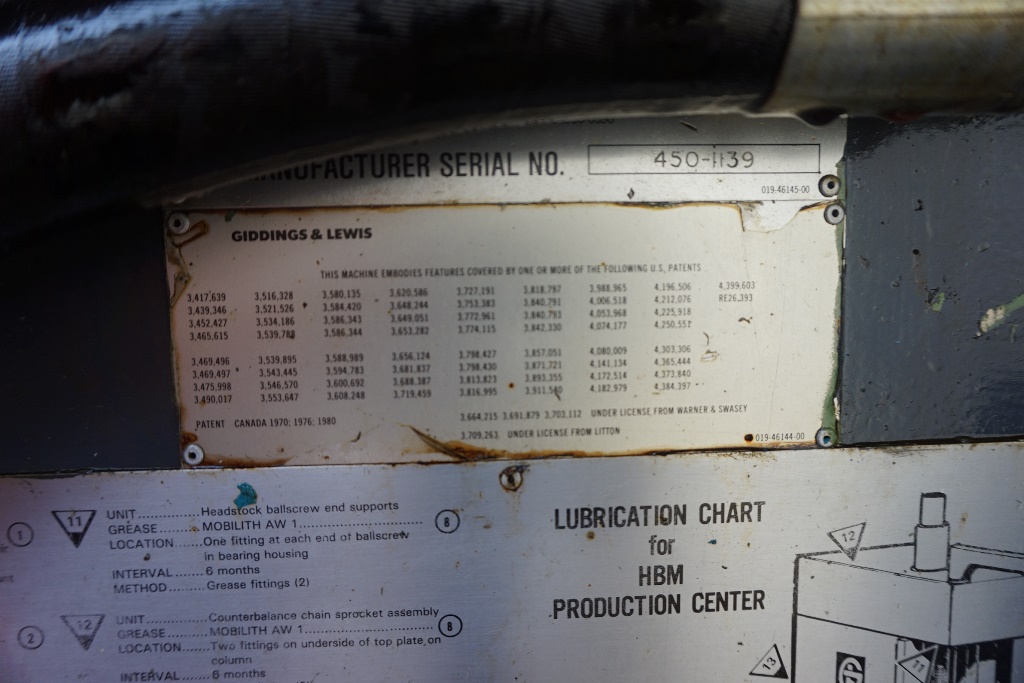 MANUFACTURER SERIAL NO. 450-1139
019-46145-00
GIDDINGS & LEWIS
THIS MACHINE EMBODIES FEATURES COVERED BY ONE OR MORE OF THE FOLLOWING U.S. PATENTS
3,417,639 3,516,328 3,580,135 3,620,586 3,727,191 3,818,797 3,988,965 4,196,506 4,399,603
3,439,346 3,521,526 3,584,420 3,648,244 3,753,383 3,840,791 4,006,518 4,212,076 RE26,393
3,452,427 3,534,186 3,586,343 3,649,051 3,772,961 3,840,793 4,053,968 4,225,918
3,465,615 3,539,788 3,586,344 3,653,282 3,774,115 3,842,330 4,074,177 4,250,557
3,469,496 3,539,895 3,588,989 3,656,124 3,798,427 3,857,051 4,080,009 4,303,306
3,469,497 3,543,445 3,594,783 3,681,837 3,798,430 3,871,721 4,141,134 4,365,444
3,475,998 3,546,570 3,600,692 3,688,387 3,813,823 3,893,355 4,172,514 4,373,840
3,490,017 3,553,647 3,608,248 3,719,459 3,816,995 3,911,540 4,182,979 4,384,397
3,664,215 3,691,879 3,703,112 UNDER LICENSE FROM WARNER & SWASEY
PATENT CANADA 1970; 1976; 1980
3,709,263 UNDER LICENSE FROM LITTON
019-46144-00
1
11
UNIT..............Headstock ballscrew end supports
GREASE........MOBILITH AW 1.............................. 8
LOCATION......One fitting at each end of ballscrew
in bearing housing
INTERVAL.......6 months
METHOD.........Grease fittings (2)
2
12
UNIT..............Counterbalance chain sprocket assembly
GREASE........MOBILITH AW 1.............................. 8
LOCATION......Two fittings on underside of top plate on
column
INTERVAL.......6 months
LUBRICATION CHART
for
HBM
PRODUCTION CENTER
12
13
11